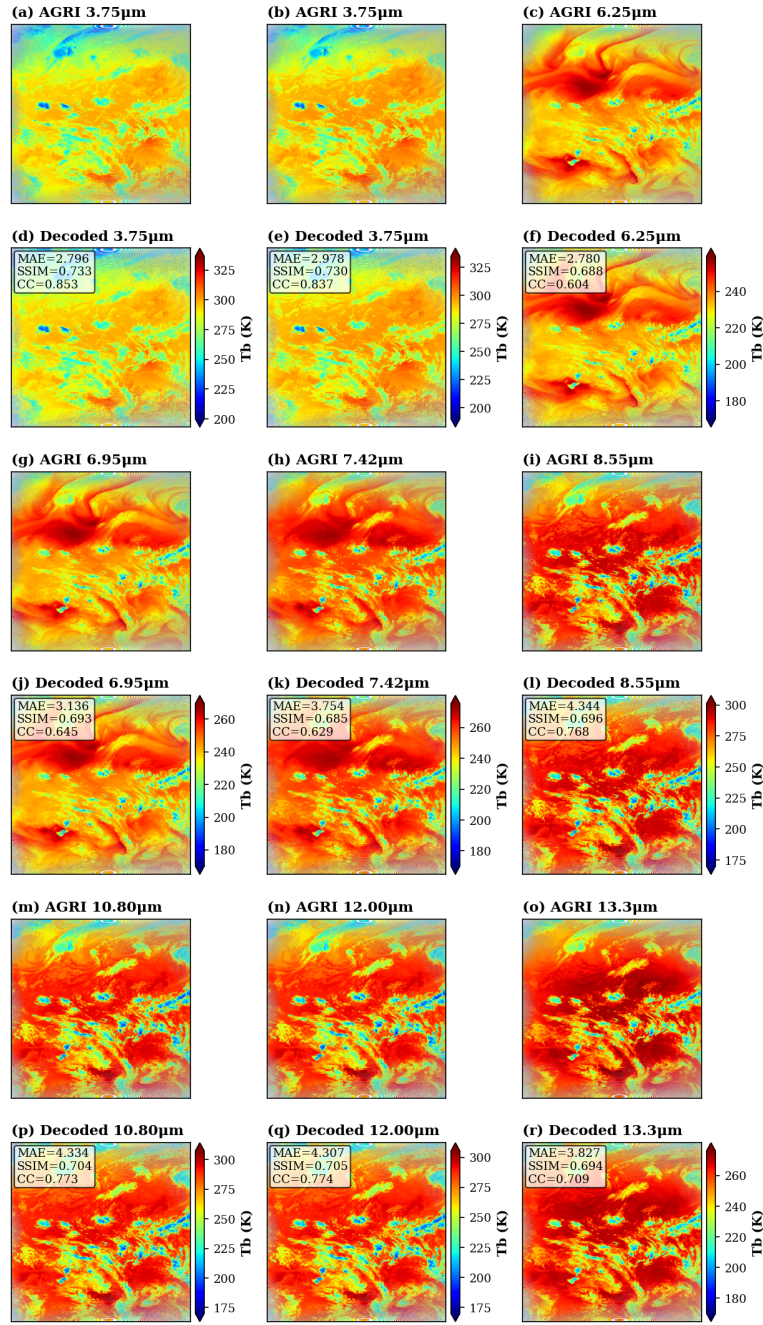 (a) AGRI 3.75μm
(b) AGRI 3.75μm
(c) AGRI 6.25μm
(d) Decoded 3.75μm
MAE=2.796
SSIM=0.733
CC=0.853
325
300
275
250
225
200
Tb (K)
(e) Decoded 3.75μm
MAE=2.978
SSIM=0.730
CC=0.837
325
300
275
250
225
200
Tb (K)
(f) Decoded 6.25μm
MAE=2.780
SSIM=0.688
CC=0.604
240
220
200
180
Tb (K)
(g) AGRI 6.95μm
(h) AGRI 7.42μm
(i) AGRI 8.55μm
(j) Decoded 6.95μm
MAE=3.136
SSIM=0.693
CC=0.645
260
240
220
200
180
Tb (K)
(k) Decoded 7.42μm
MAE=3.754
SSIM=0.685
CC=0.629
260
240
220
200
180
Tb (K)
(l) Decoded 8.55μm
MAE=4.344
SSIM=0.696
CC=0.768
300
275
250
225
200
175
Tb (K)
(m) AGRI 10.80μm
(n) AGRI 12.00μm
(o) AGRI 13.3μm
(p) Decoded 10.80μm
MAE=4.334
SSIM=0.704
CC=0.773
300
275
250
225
200
175
Tb (K)
(q) Decoded 12.00μm
MAE=4.307
SSIM=0.705
CC=0.774
300
275
250
225
200
175
Tb (K)
(r) Decoded 13.3μm
MAE=3.827
SSIM=0.694
CC=0.709
260
240
220
200
180
Tb (K)